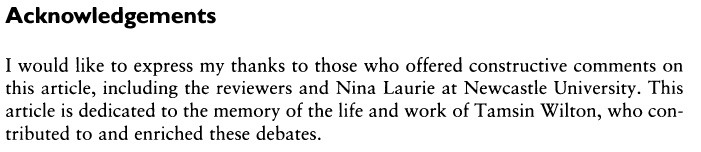 Acknowledgements
I would like to express my thanks to those who offered constructive comments on
this article, including the reviewers and Nina Laurie at Newcastle University. This
article is dedicated to the memory of the life and work of Tamsin Wilton, who con-
tributed to and enriched these debates.